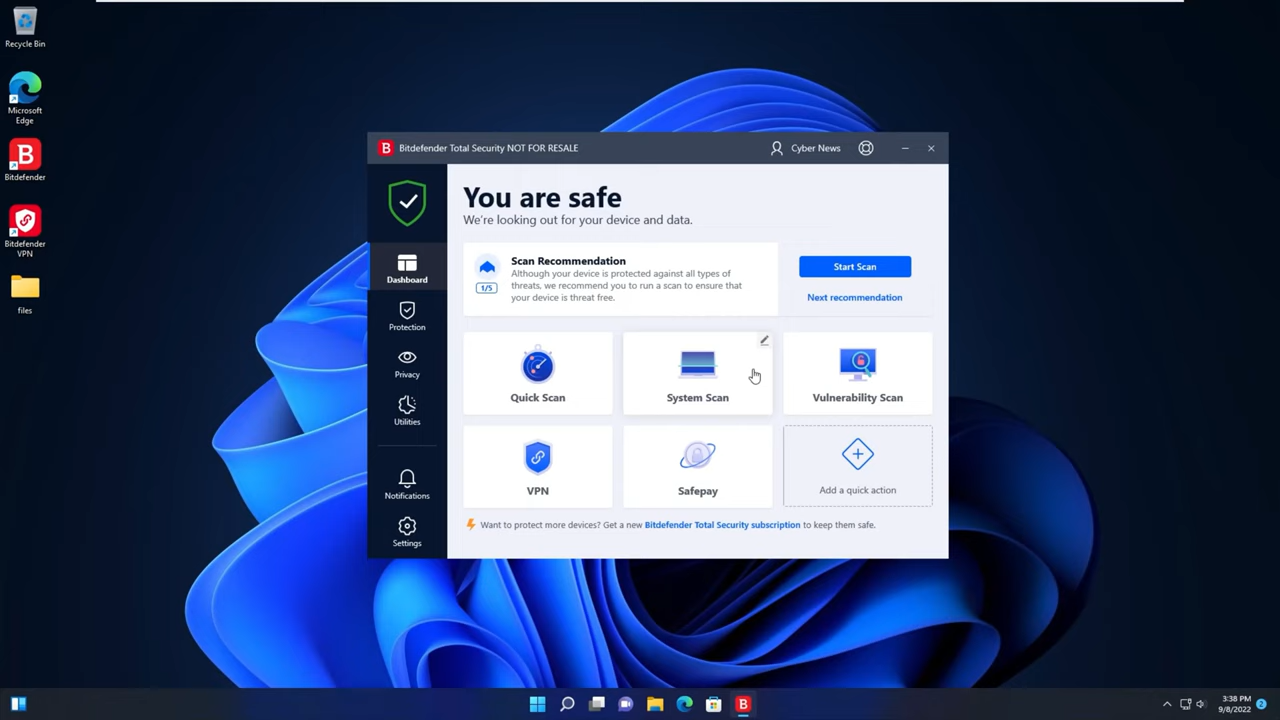 Recycle Bin
Microsoft
Edge
B
Bitdefender
Bitdefender
VPN
files
B
Bitdefender Total Security NOT FOR RESALE
Cyber News
Dashboard
Protection
Privacy
Utilities
Notifications
Settings
You are safe
We're looking out for your device and data.
1/5
Scan Recommendation
Although your device is protected against all types of
threats, we recommend you to run a scan to ensure that
your device is threat free.
Start Scan
Next recommendation
Quick Scan
System Scan
Vulnerability Scan
VPN
Safepay
Add a quick action
Want to protect more devices? Get a new Bitdefender Total Security subscription to keep them safe.
B
3:38 PM
9/8/2022
2